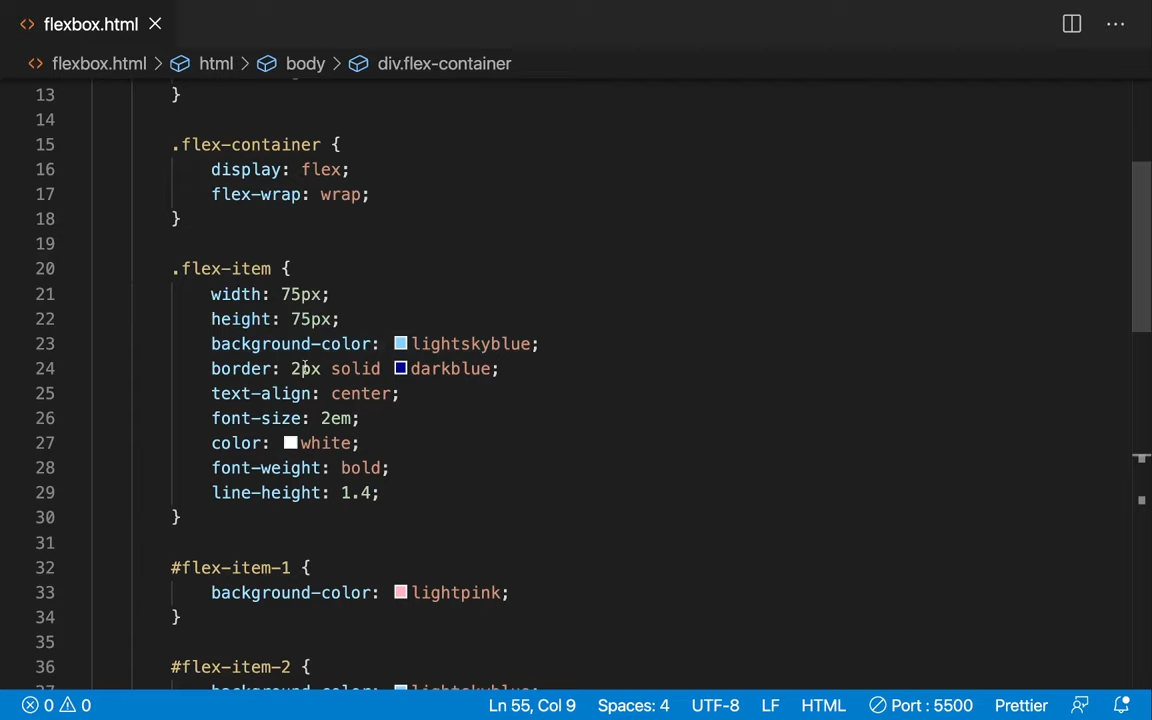 flexbox.html
flexbox.html > html > body > div.flex-container
13 }
14
15 .flex-container {
16 display: flex;
17 flex-wrap: wrap;
18 }
19
20 .flex-item {
21 width: 75px;
22 height: 75px;
23 background-color: lightskyblue;
24 border: 2px solid darkblue;
25 text-align: center;
26 font-size: 2em;
27 color: white;
28 font-weight: bold;
29 line-height: 1.4;
30 }
31
32 #flex-item-1 {
33 background-color: lightpink;
34 }
35
36 #flex-item-2 {
37 background-color: lightskyblue;
0 0 Ln 55, Col 9 Spaces: 4 UTF-8 LF HTML Port : 5500 Prettier